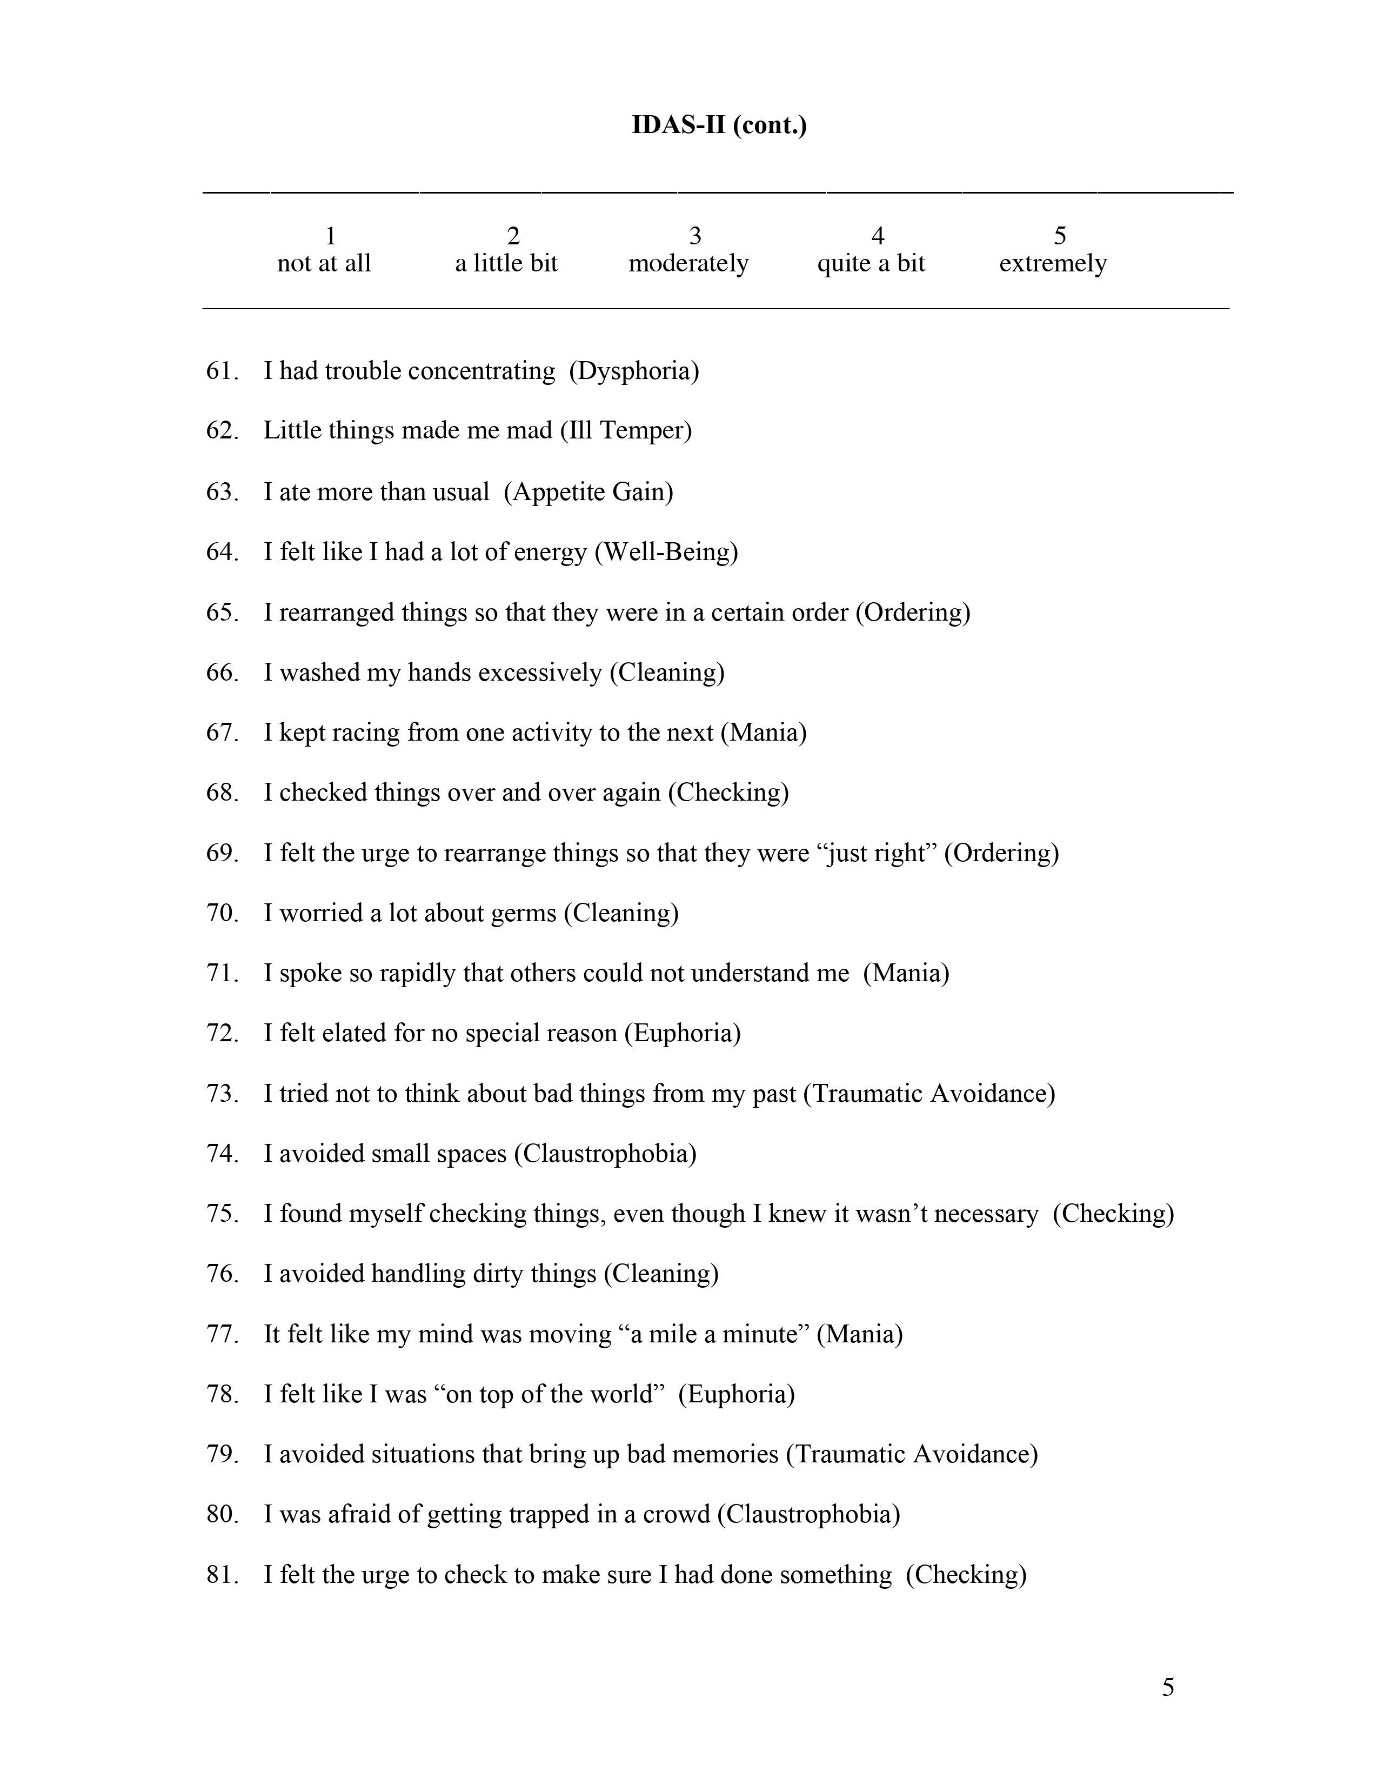 IDAS-II (cont.)
1 2 3 4 5
not at all a little bit moderately quite a bit extremely
61. I had trouble concentrating (Dysphoria)
62. Little things made me mad (Ill Temper)
63. I ate more than usual (Appetite Gain)
64. I felt like I had a lot of energy (Well-Being)
65. I rearranged things so that they were in a certain order (Ordering)
66. I washed my hands excessively (Cleaning)
67. I kept racing from one activity to the next (Mania)
68. I checked things over and over again (Checking)
69. I felt the urge to rearrange things so that they were “just right” (Ordering)
70. I worried a lot about germs (Cleaning)
71. I spoke so rapidly that others could not understand me (Mania)
72. I felt elated for no special reason (Euphoria)
73. I tried not to think about bad things from my past (Traumatic Avoidance)
74. I avoided small spaces (Claustrophobia)
75. I found myself checking things, even though I knew it wasn’t necessary (Checking)
76. I avoided handling dirty things (Cleaning)
77. It felt like my mind was moving “a mile a minute” (Mania)
78. I felt like I was “on top of the world” (Euphoria)
79. I avoided situations that bring up bad memories (Traumatic Avoidance)
80. I was afraid of getting trapped in a crowd (Claustrophobia)
81. I felt the urge to check to make sure I had done something (Checking)
5